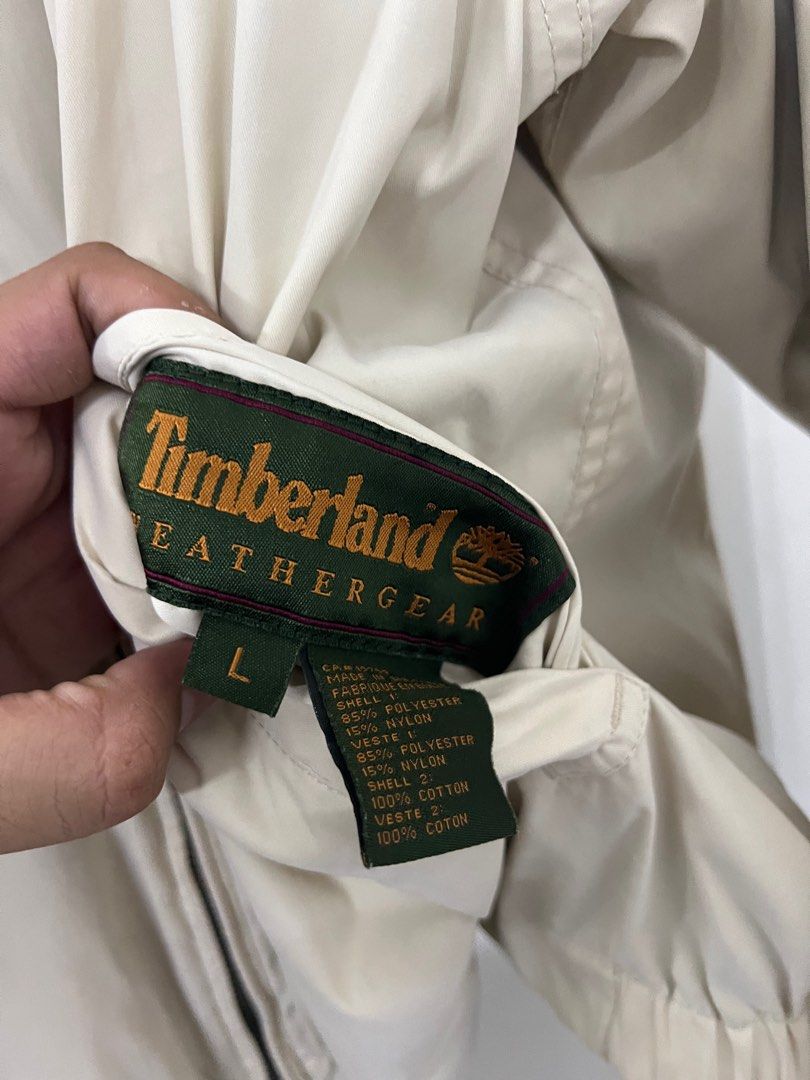 Timberland
WEATHERGEAR
L
MADE IN
SHELL 1:
85% POLYESTER
15% NYLON
VESTE 1:
85% POLYESTER
15% NYLON
SHELL 2:
100% COTTON
VESTE 2:
100% COTON